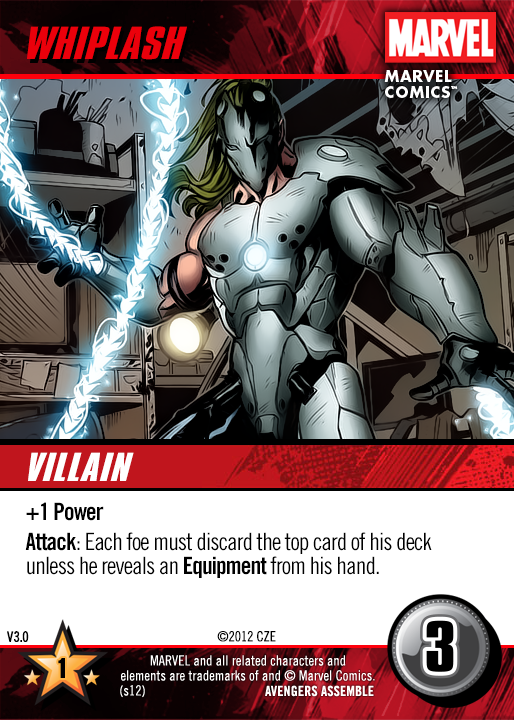 WHIPLASH
MARVEL
MARVEL
COMICS™
VILLAIN
+1 Power
Attack: Each foe must discard the top card of his deck
unless he reveals an Equipment from his hand.
V3.0
©2012 CZE
1
MARVEL and all related characters and
elements are trademarks of and © Marvel Comics.
(s12)
AVENGERS ASSEMBLE
3